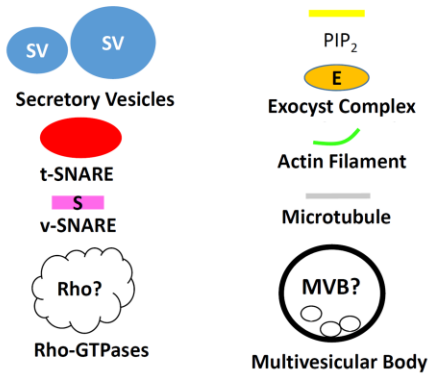 SV
SV
Secretory Vesicles
t-SNARE
S
v-SNARE
Rho?
Rho-GTPases
PIP2
E
Exocyst Complex
Actin Filament
Microtubule
MVB?
Multivesicular Body